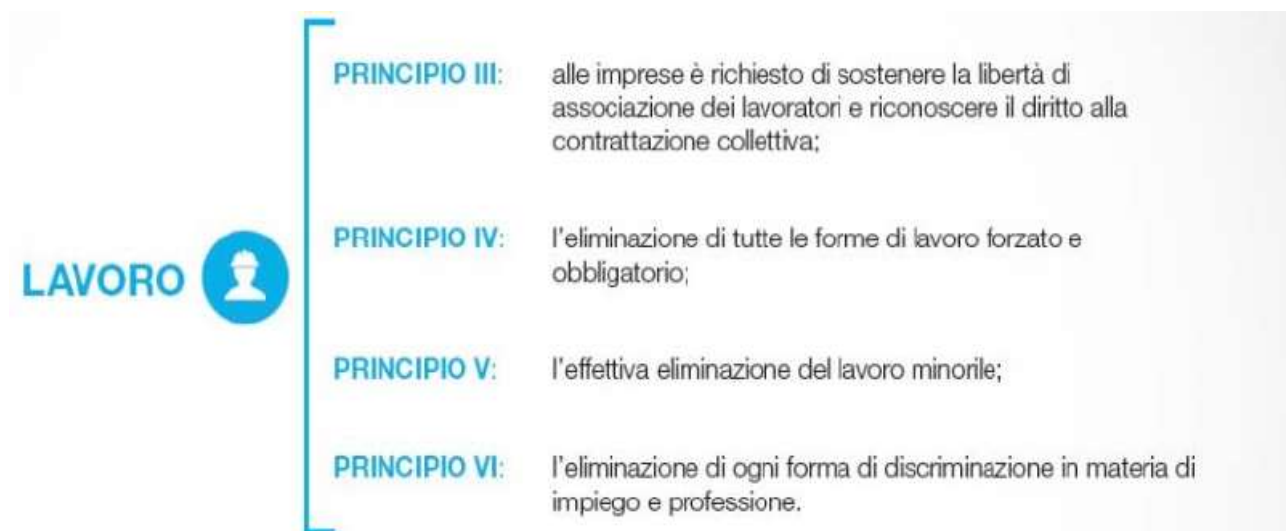 LAVORO
PRINCIPIO III: alle imprese è richiesto di sostenere la libertà di
associazione dei lavoratori e riconoscere il diritto alla
contrattazione collettiva;
PRINCIPIO IV: l'eliminazione di tutte le forme di lavoro forzato e
obbligatorio;
PRINCIPIO V: l'effettiva eliminazione del lavoro minorile;
PRINCIPIO VI: l'eliminazione di ogni forma di discriminazione in materia di
impiego e professione.